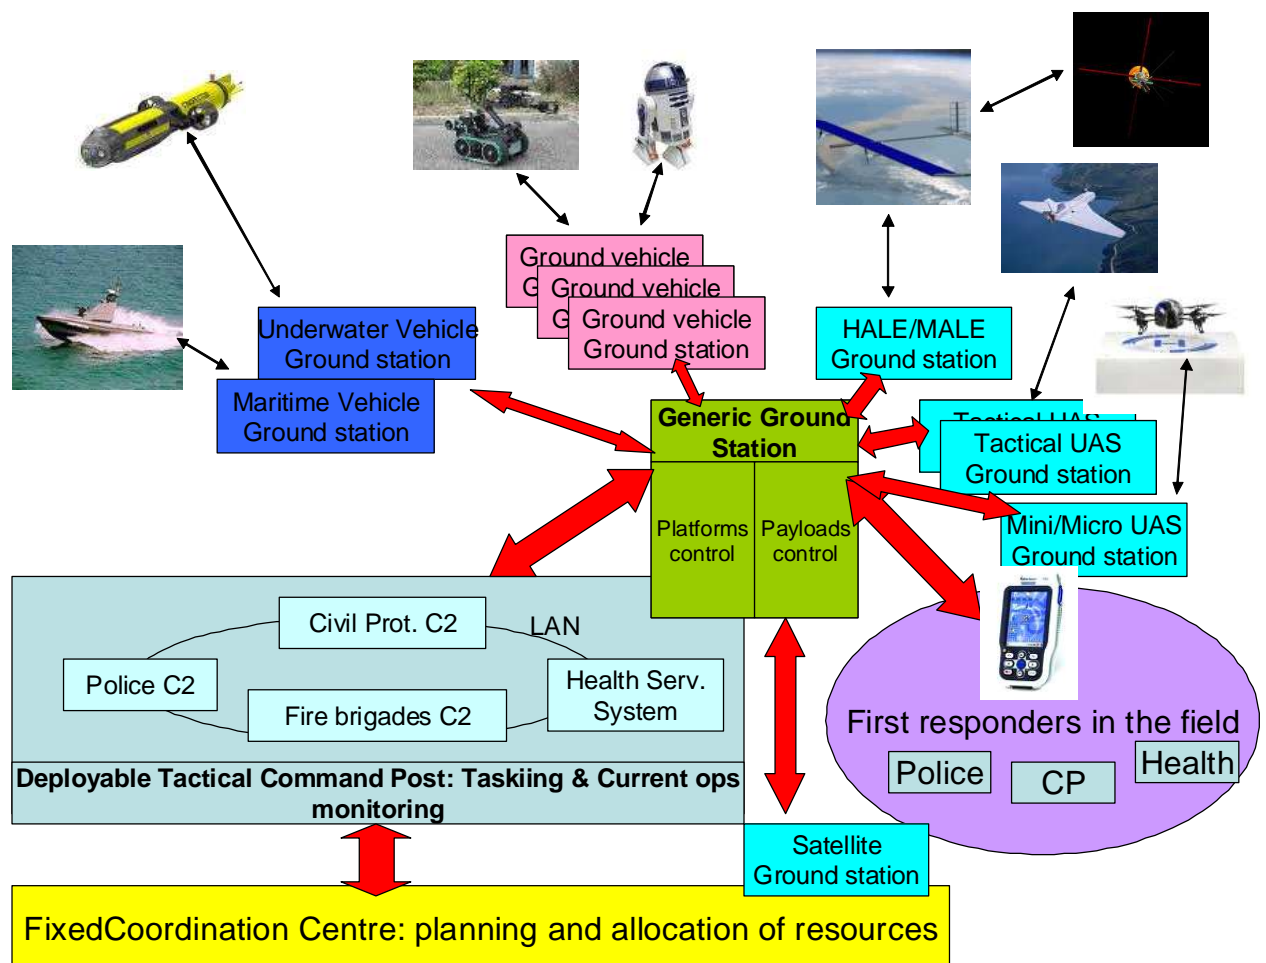 Ground vehicle
G
Ground vehicle
G
Ground vehicle
Ground station
Underwater Vehicle
Ground station
Maritime Vehicle
Ground station
HALE/MALE
Ground station
Tactical UAS
Tactical UAS
Ground station
Mini/Micro UAS
Ground station
Generic Ground
Station
Platforms
control
Payloads
control
Civil Prot. C2
LAN
Police C2
Health Serv.
System
Fire brigades C2
Deployable Tactical Command Post: Taskiing & Current ops
monitoring
First responders in the field
Police
CP
Health
Satellite
Ground station
FixedCoordination Centre: planning and allocation of resources